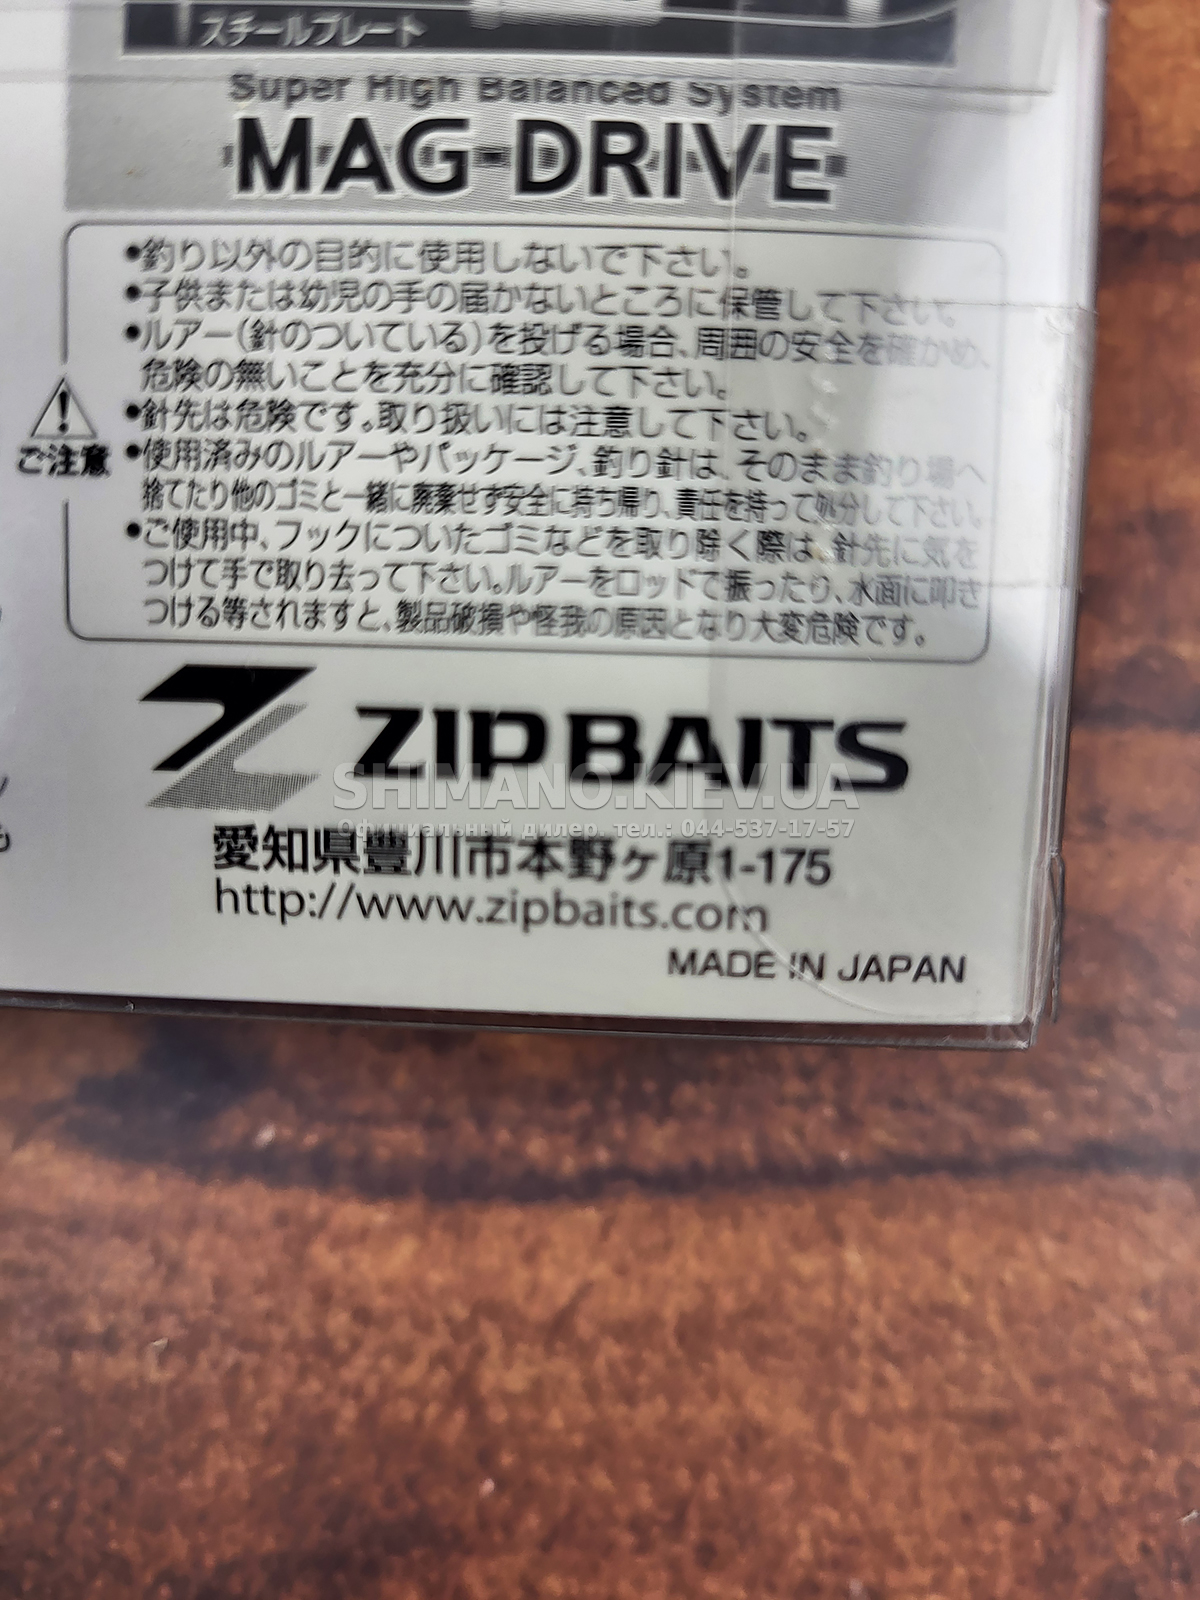 スチールプレート
Super High Balanced System
MAG-DRIVE
•釣り以外の目的に使用しないで下さい。
•子供または幼児の手の届かないところに保管して下さい。
•ルアー(針のついている)を投げる場合、周囲の安全を確かめ、
危険の無いことを充分に確認して下さい。
•針先は危険です。取り扱いには注意して下さい。
ご注意
•使用済みのルアーやパッケージ、釣り針は、そのまま釣り場へ
捨てたり他のゴミと一緒に廃棄せず安全に持ち帰り、責任を持って処分して下さい。
•ご使用中、フックについたゴミなどを取り除く際は、針先に気を
つけて手で取り去って下さい。ルアーをロッドで振ったり、水面に叩き
つける等されますと、製品破損や怪我の原因となり大変危険です。
ZIPBAITS
SHIMANO.KIEV.UA
Официальный дилер. тел.: 044-537-17-57
愛知県豊川市本野ヶ原1-175
http://www.zipbaits.com
MADE IN JAPAN